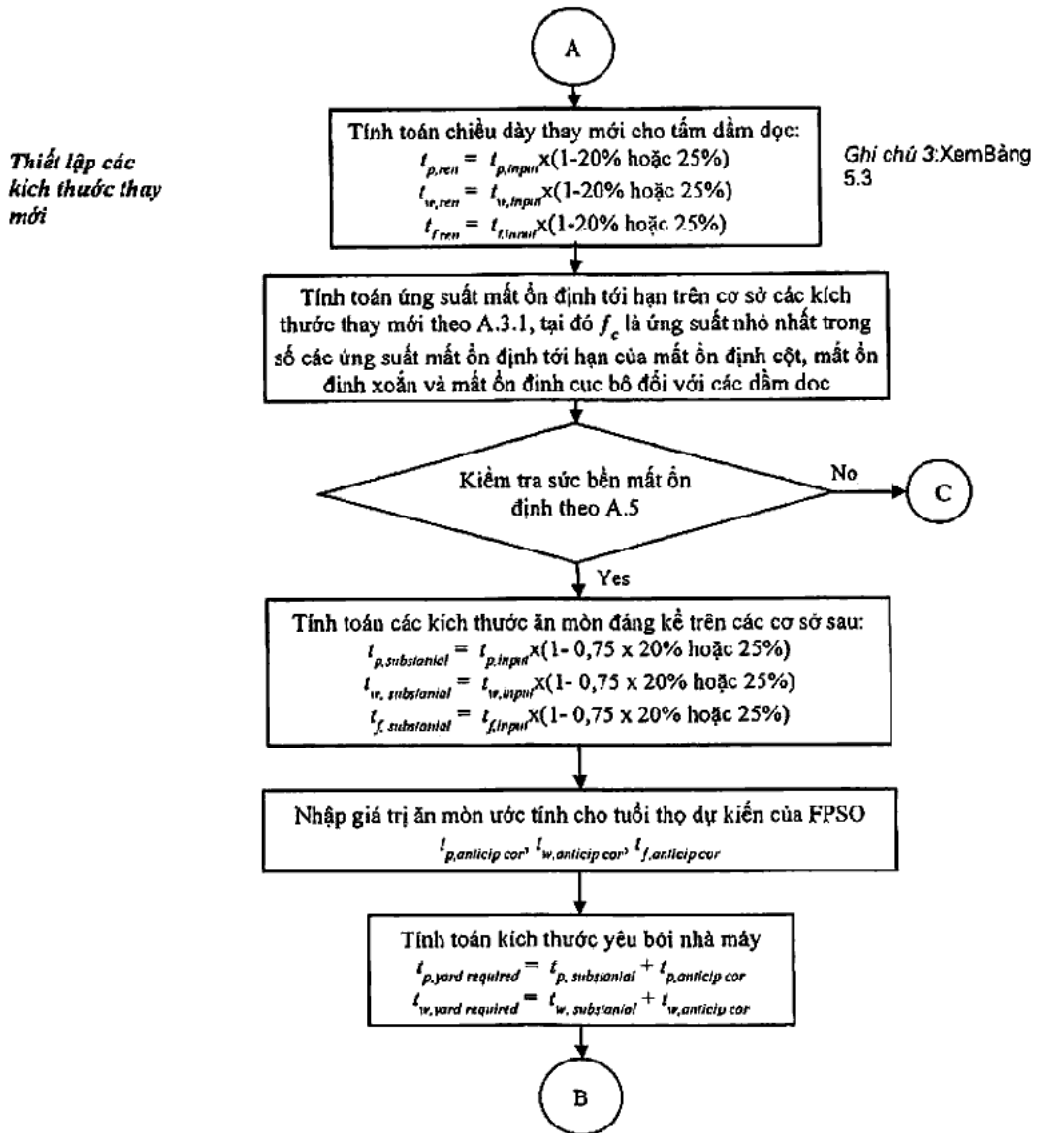 A
Thiết lập các
kích thước thay
mới
Tính toán chiều dày thay mới cho tấm dầm dọc:
t_p,ren = t_p,input x(1-20% hoặc 25%)
t_w,ren = t_w,input x(1-20% hoặc 25%)
t_f ren = t_f,input x(1-20% hoặc 25%)
Ghi chú 3:XemBảng
5.3
Tính toán ứng suất mất ổn định tới hạn trên cơ sở các kích
thước thay mới theo A.3.1, tại đó f_c là ứng suất nhỏ nhất trong
số các ứng suất mất ổn định tới hạn của mất ổn định cột, mất ổn
định xoắn và mất ổn định cục bộ đối với các dầm dọc
Kiểm tra sức bền mất ổn
định theo A.5
No
C
Yes
Tính toán các kích thước ăn mòn đáng kể trên các cơ sở sau:
t_p,substantial = t_p,input x(1- 0,75 x 20% hoặc 25%)
t_w, substantial = t_w,input x(1- 0,75 x 20% hoặc 25%)
t_f, substantial = t_f,input x(1- 0,75 x 20% hoặc 25%)
Nhập giá trị ăn mòn ước tính cho tuổi thọ dự kiến của FPSO
t_p,anticip cor, t_w,anticip cor, t_f,anticip cor
Tính toán kích thước yêu bởi nhà máy
t_p,yard required = t_p, substantial + t_p,anticip cor
t_w,yard required = t_w, substantial + t_w,anticip cor
B